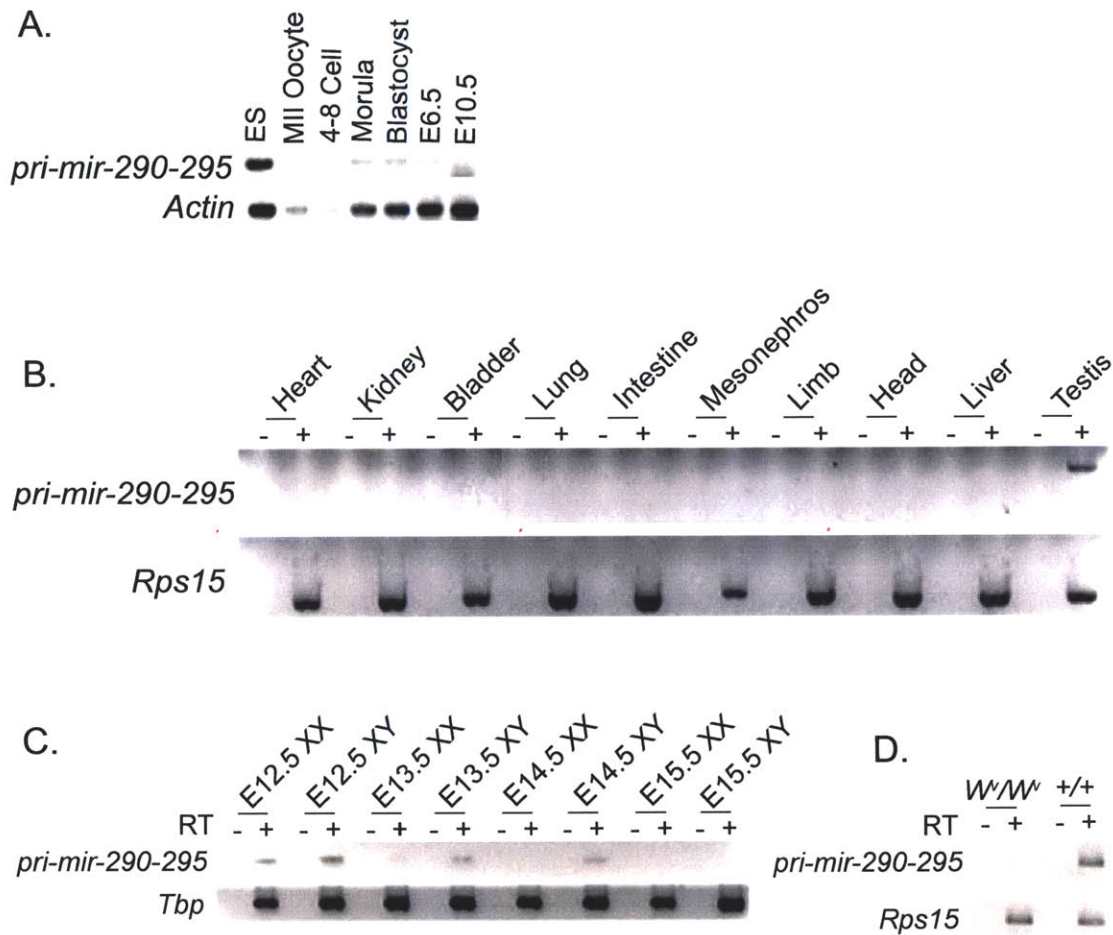 A.
ES
MII Oocyte
4-8 Cell
Morula
Blastocyst
E6.5
E10.5
pri-mir-290-295
Actin
B.
Heart
Kidney
Bladder
Lung
Intestine
Mesonephros
Limb
Head
Liver
Testis
- + - + - + - + - + - + - + - + - + - +
pri-mir-290-295
Rps15
C.
E12.5 XX
E12.5 XY
E13.5 XX
E13.5 XY
E14.5 XX
E14.5 XY
E15.5 XX
E15.5 XY
RT - + - + - + - + - + - + - + - +
pri-mir-290-295
Tbp
D.
Wv/Wv +/+
RT - + - +
pri-mir-290-295
Rps15